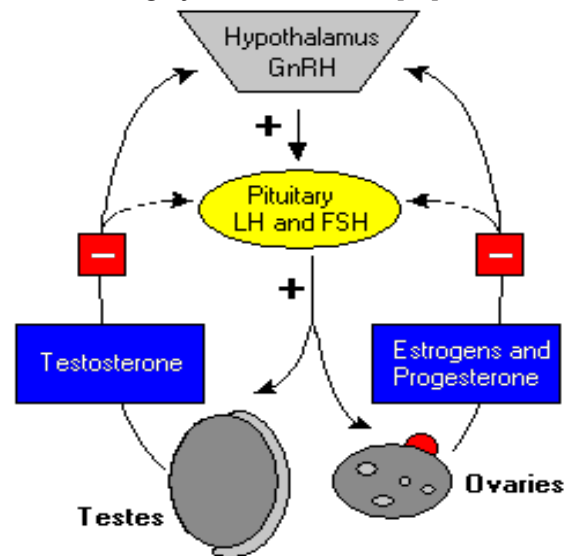 Hypothalamus
GnRH
+
Pituitary
LH and FSH
−
−
+
Testosterone
Estrogens and
Progesterone
Ovaries
Testes